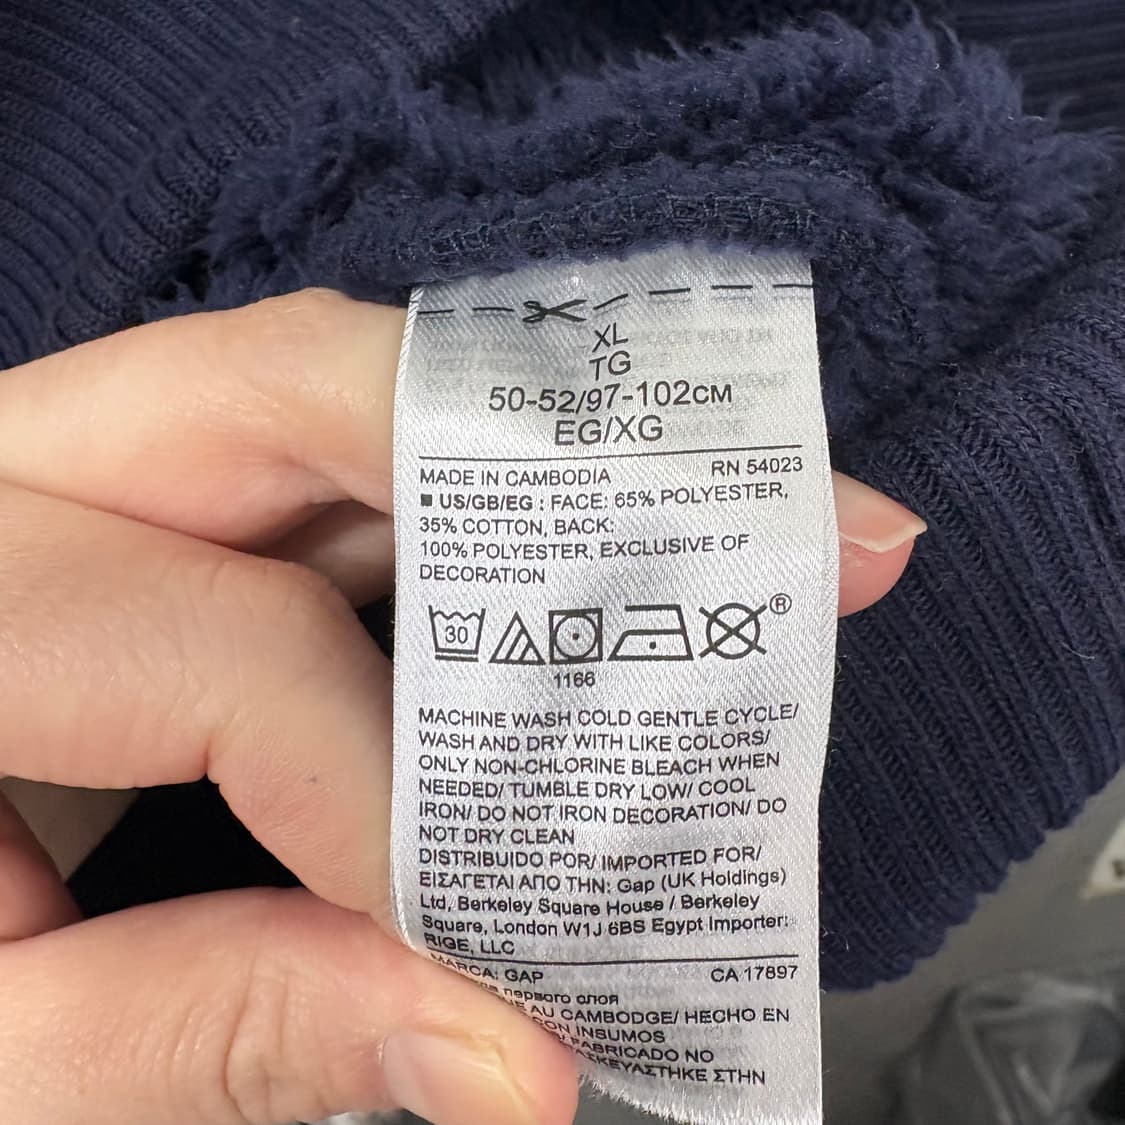 XL
TG
50-52/97-102CM
EG/XG
MADE IN CAMBODIA RN 54023
■ US/GB/EG : FACE: 65% POLYESTER,
35% COTTON, BACK:
100% POLYESTER, EXCLUSIVE OF
DECORATION
30 ®
1166
MACHINE WASH COLD GENTLE CYCLE/
WASH AND DRY WITH LIKE COLORS/
ONLY NON-CHLORINE BLEACH WHEN
NEEDED/ TUMBLE DRY LOW/ COOL
IRON/ DO NOT IRON DECORATION/ DO
NOT DRY CLEAN
DISTRIBUIDO POR/ IMPORTED FOR/
ΕΙΣΑΓΕΤΑΙ ΑΠΟ ΤΗΝ: Gap (UK Holdings)
Ltd, Berkeley Square House / Berkeley
Square, London W1J 6BS Egypt Importer:
RIGE, LLC
MARCA: GAP CA 17897
первого слоя
AU CAMBODGE/ HECHO EN
CON INSUMOS
FABRICADO NO
ΣΤΗΝ